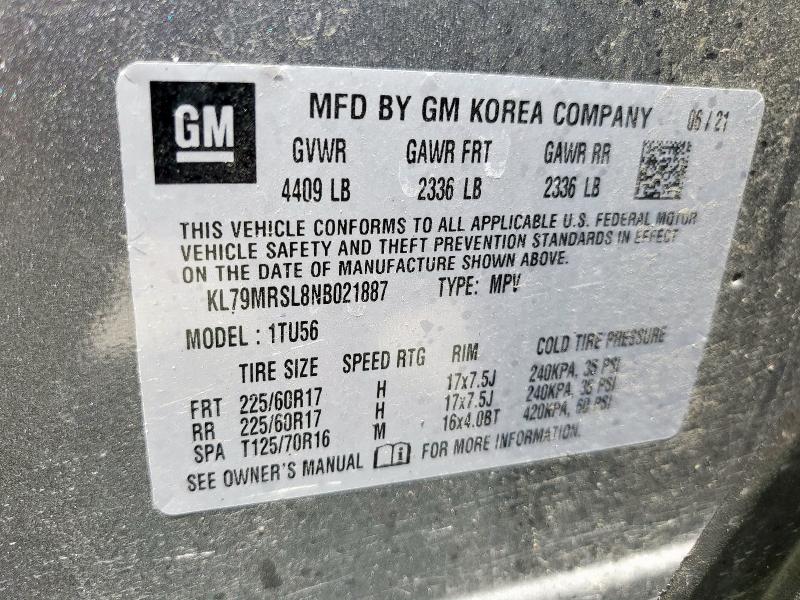 GM
MFD BY GM KOREA COMPANY 06/21
GVWR GAWR FRT GAWR RR
4409 LB 2336 LB 2336 LB
THIS VEHICLE CONFORMS TO ALL APPLICABLE U.S. FEDERAL MOTOR
VEHICLE SAFETY AND THEFT PREVENTION STANDARDS IN EFFECT
ON THE DATE OF MANUFACTURE SHOWN ABOVE.
KL79MRSL8NB021887 TYPE: MPV
MODEL : 1TU56
TIRE SIZE SPEED RTG RIM COLD TIRE PRESSURE
FRT 225/60R17 H 17x7.5J 240KPA, 35 PSI
RR 225/60R17 H 17x7.5J 240KPA, 35 PSI
SPA T125/70R16 M 16x4.0BT 420KPA, 60 PSI
SEE OWNER'S MANUAL i FOR MORE INFORMATION.